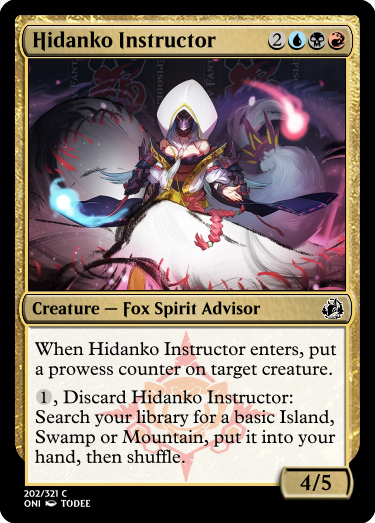 Hidanko Instructor 2
Creature — Fox Spirit Advisor
When Hidanko Instructor enters, put
a prowess counter on target creature.
1, Discard Hidanko Instructor:
Search your library for a basic Island,
Swamp or Mountain, put it into your
hand, then shuffle.
4/5
202/321 C
ONI TODEE